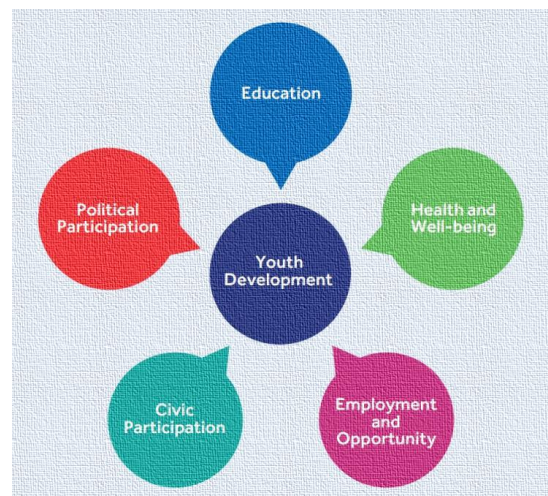 Education
Political
Participation
Health and
Well-being
Youth
Development
Civic
Participation
Employment
and
Opportunity